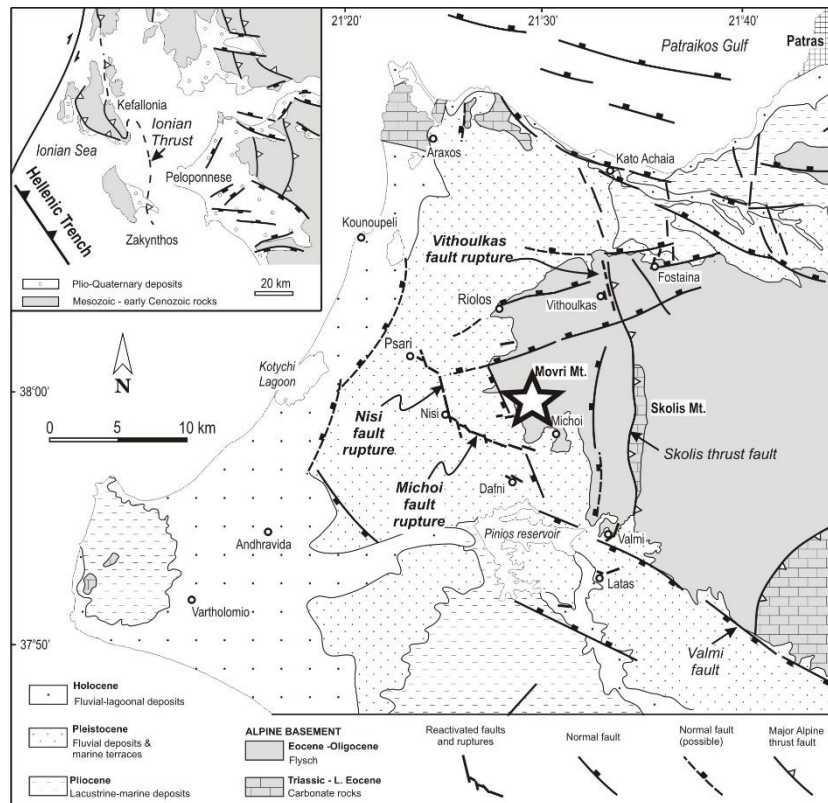 21°20
21°30
21°40
Patraikos Gulf
Patras
Kefallonia
Ionian
Thrust
Ionian Sea
Peloponnese
Hellenic Trench
Zakynthos
Plio-Quaternary deposits
Mesozoic - early Cenozoic rocks
20 km
Araxos
Kato Achaia
Kounoupeli
Vithoulkas
fault rupture
Fostaina
Riolos
Vithoulkas
Psari
N
Kotychi
Lagoon
Movri Mt.
38°00'
0 5 10 km
Nisi
Michoi
Skolis Mt.
Nisi
fault
rupture
Skolis thrust fault
Michoi
fault
rupture
Dafni
Andhravida
Pinios reservoir
Valmi
Latas
Vartholomio
37°50
Valmi
fault
Holocene
Fluvial-lagoonal deposits
Pleistocene
Fluvial deposits &
marine terraces
Pliocene
Lacustrine-marine deposits
ALPINE BASEMENT
Eocene -Oligocene
Flysch
Triassic - L. Eocene
Carbonate rocks
Reactivated faults
and ruptures
Normal fault
Normal fault
(possible)
Major Alpine
thrust fault